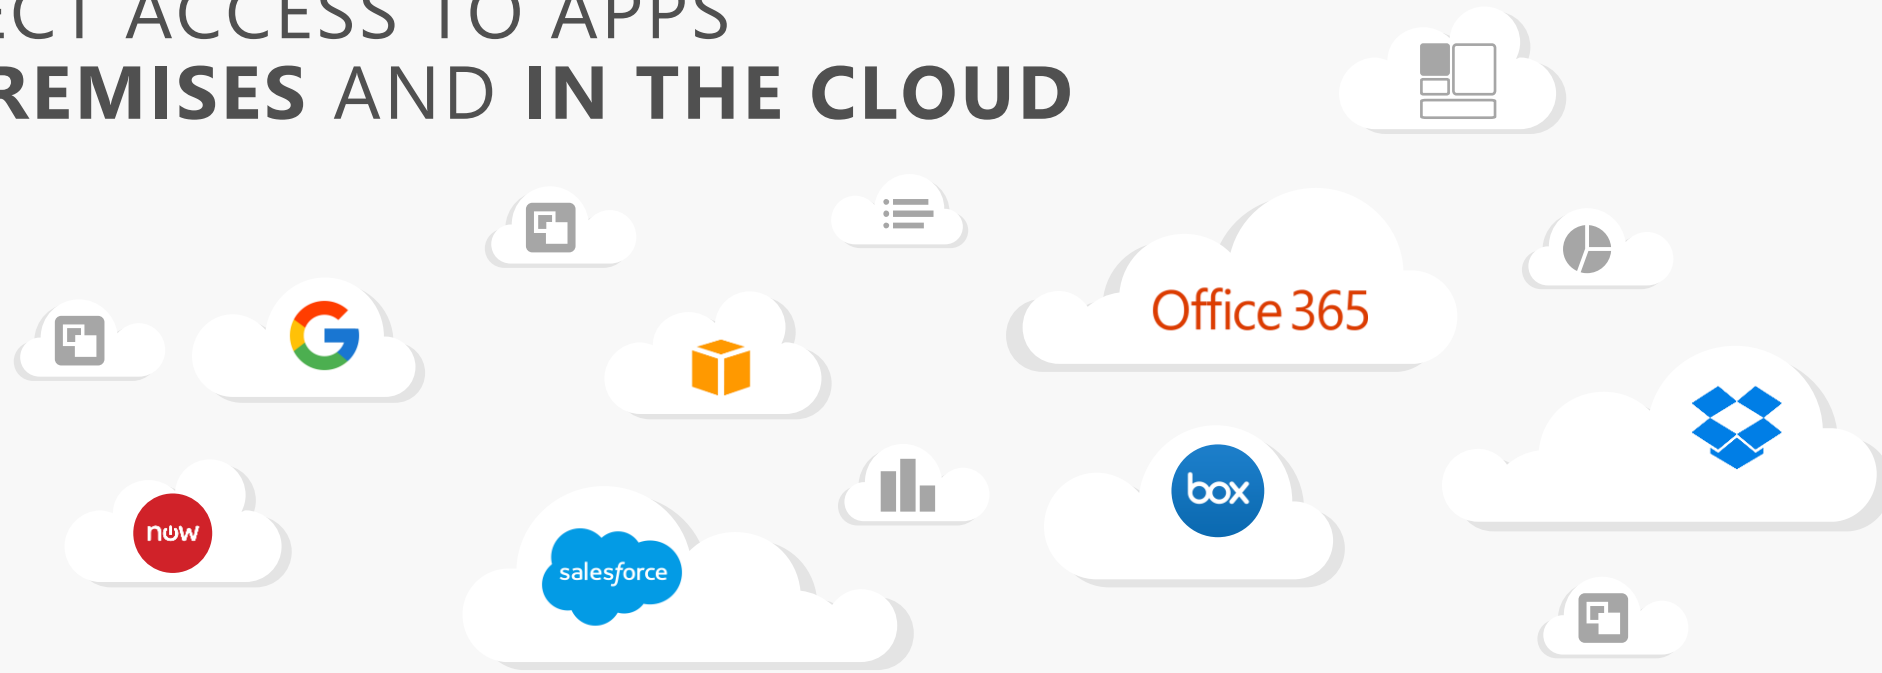 ECT ACCESS TO APPS
REMISES AND IN THE CLOUD
Office 365
box
now
salesforce